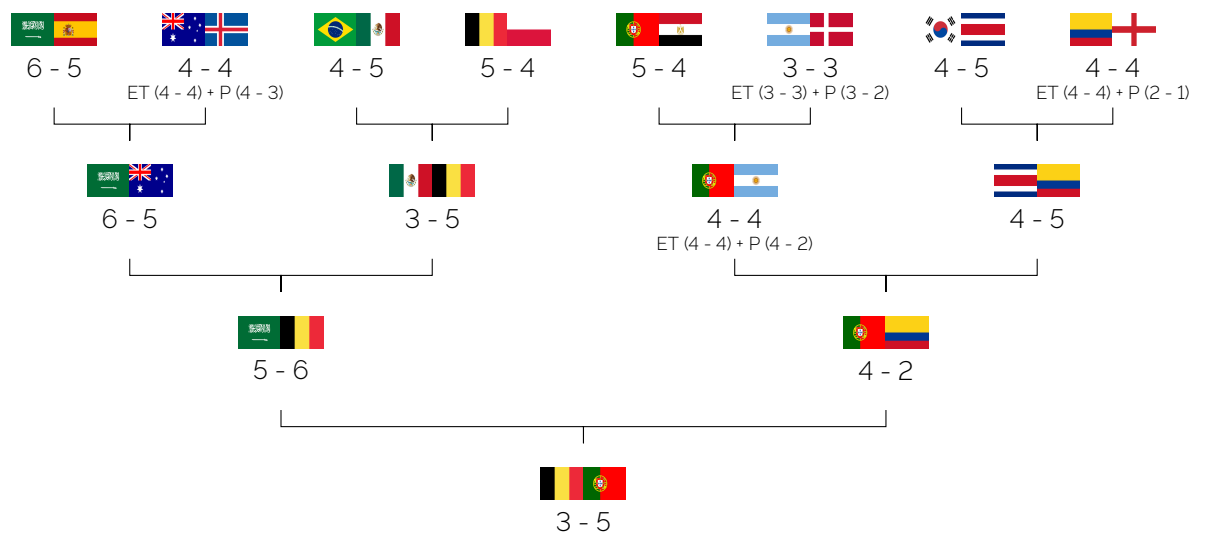 6 - 5
4 - 4
ET (4 - 4) + P (4 - 3)
4 - 5
5 - 4
5 - 4
3 - 3
ET (3 - 3) + P (3 - 2)
4 - 5
4 - 4
ET (4 - 4) + P (2 - 1)
6 - 5
3 - 5
4 - 4
ET (4 - 4) + P (4 - 2)
4 - 5
5 - 6
4 - 2
3 - 5